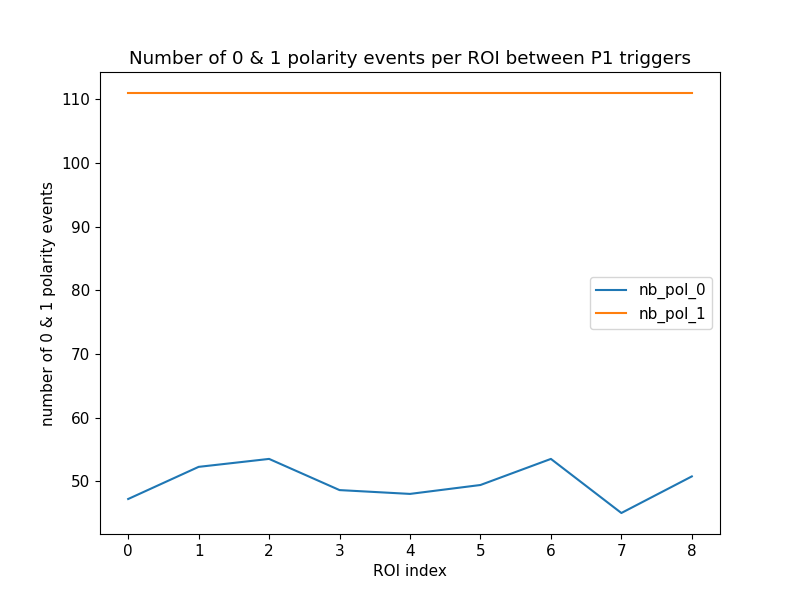 Number of 0 & 1 polarity events per ROI between P1 triggers
number of 0 & 1 polarity events
110
100
90
80
70
60
50
nb_pol_0
nb_pol_1
0 1 2 3 4 5 6 7 8
ROI index